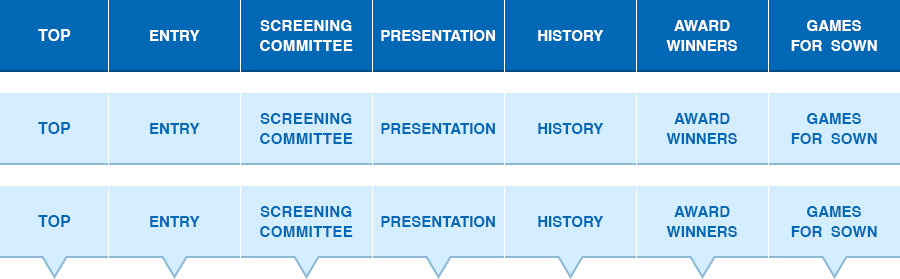 TOP
ENTRY
SCREENING
COMMITTEE
PRESENTATION
HISTORY
AWARD
WINNERS
GAMES
FOR SOWN
TOP
ENTRY
SCREENING
COMMITTEE
PRESENTATION
HISTORY
AWARD
WINNERS
GAMES
FOR SOWN
TOP
ENTRY
SCREENING
COMMITTEE
PRESENTATION
HISTORY
AWARD
WINNERS
GAMES
FOR SOWN